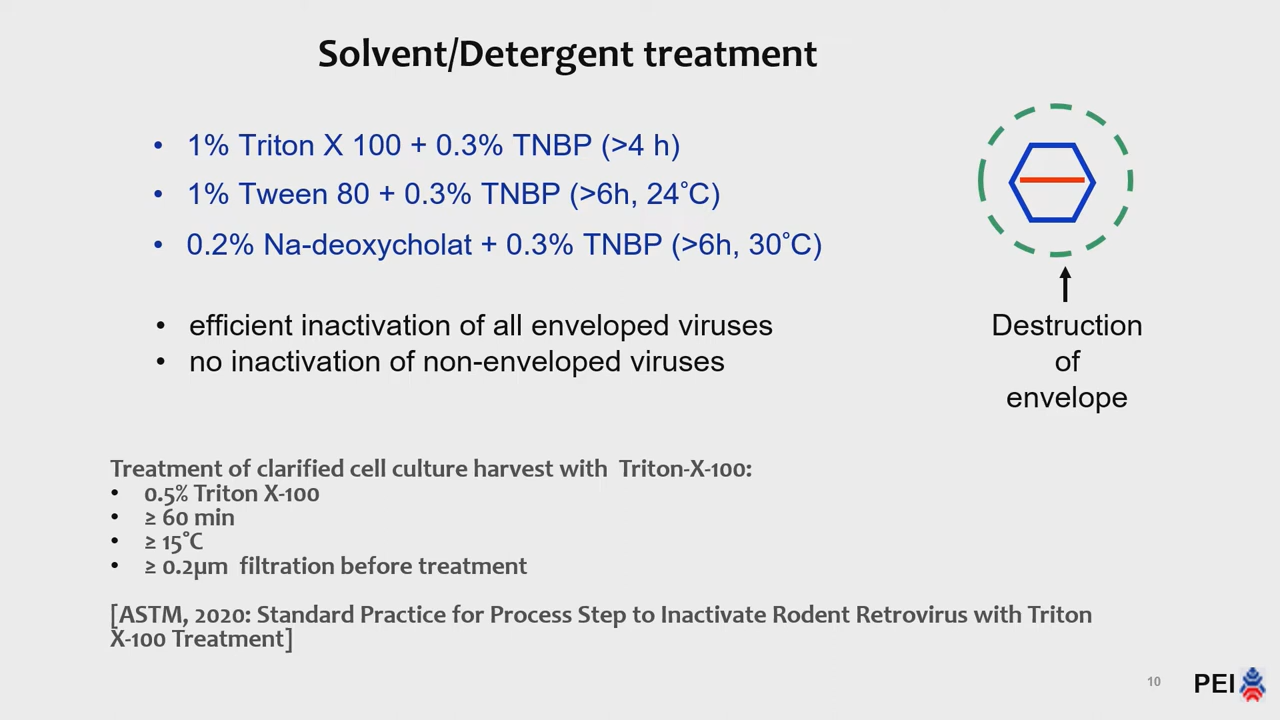 Solvent/Detergent treatment
• 1% Triton X 100 + 0.3% TNBP (>4 h)
• 1% Tween 80 + 0.3% TNBP (>6h, 24°C)
• 0.2% Na-deoxycholat + 0.3% TNBP (>6h, 30°C)
• efficient inactivation of all enveloped viruses
• no inactivation of non-enveloped viruses
Destruction
of
envelope
Treatment of clarified cell culture harvest with Triton-X-100:
• 0.5% Triton X-100
• ≥ 60 min
• ≥ 15°C
• ≥ 0.2µm filtration before treatment
[ASTM, 2020: Standard Practice for Process Step to Inactivate Rodent Retrovirus with Triton
X-100 Treatment]
10
PEI